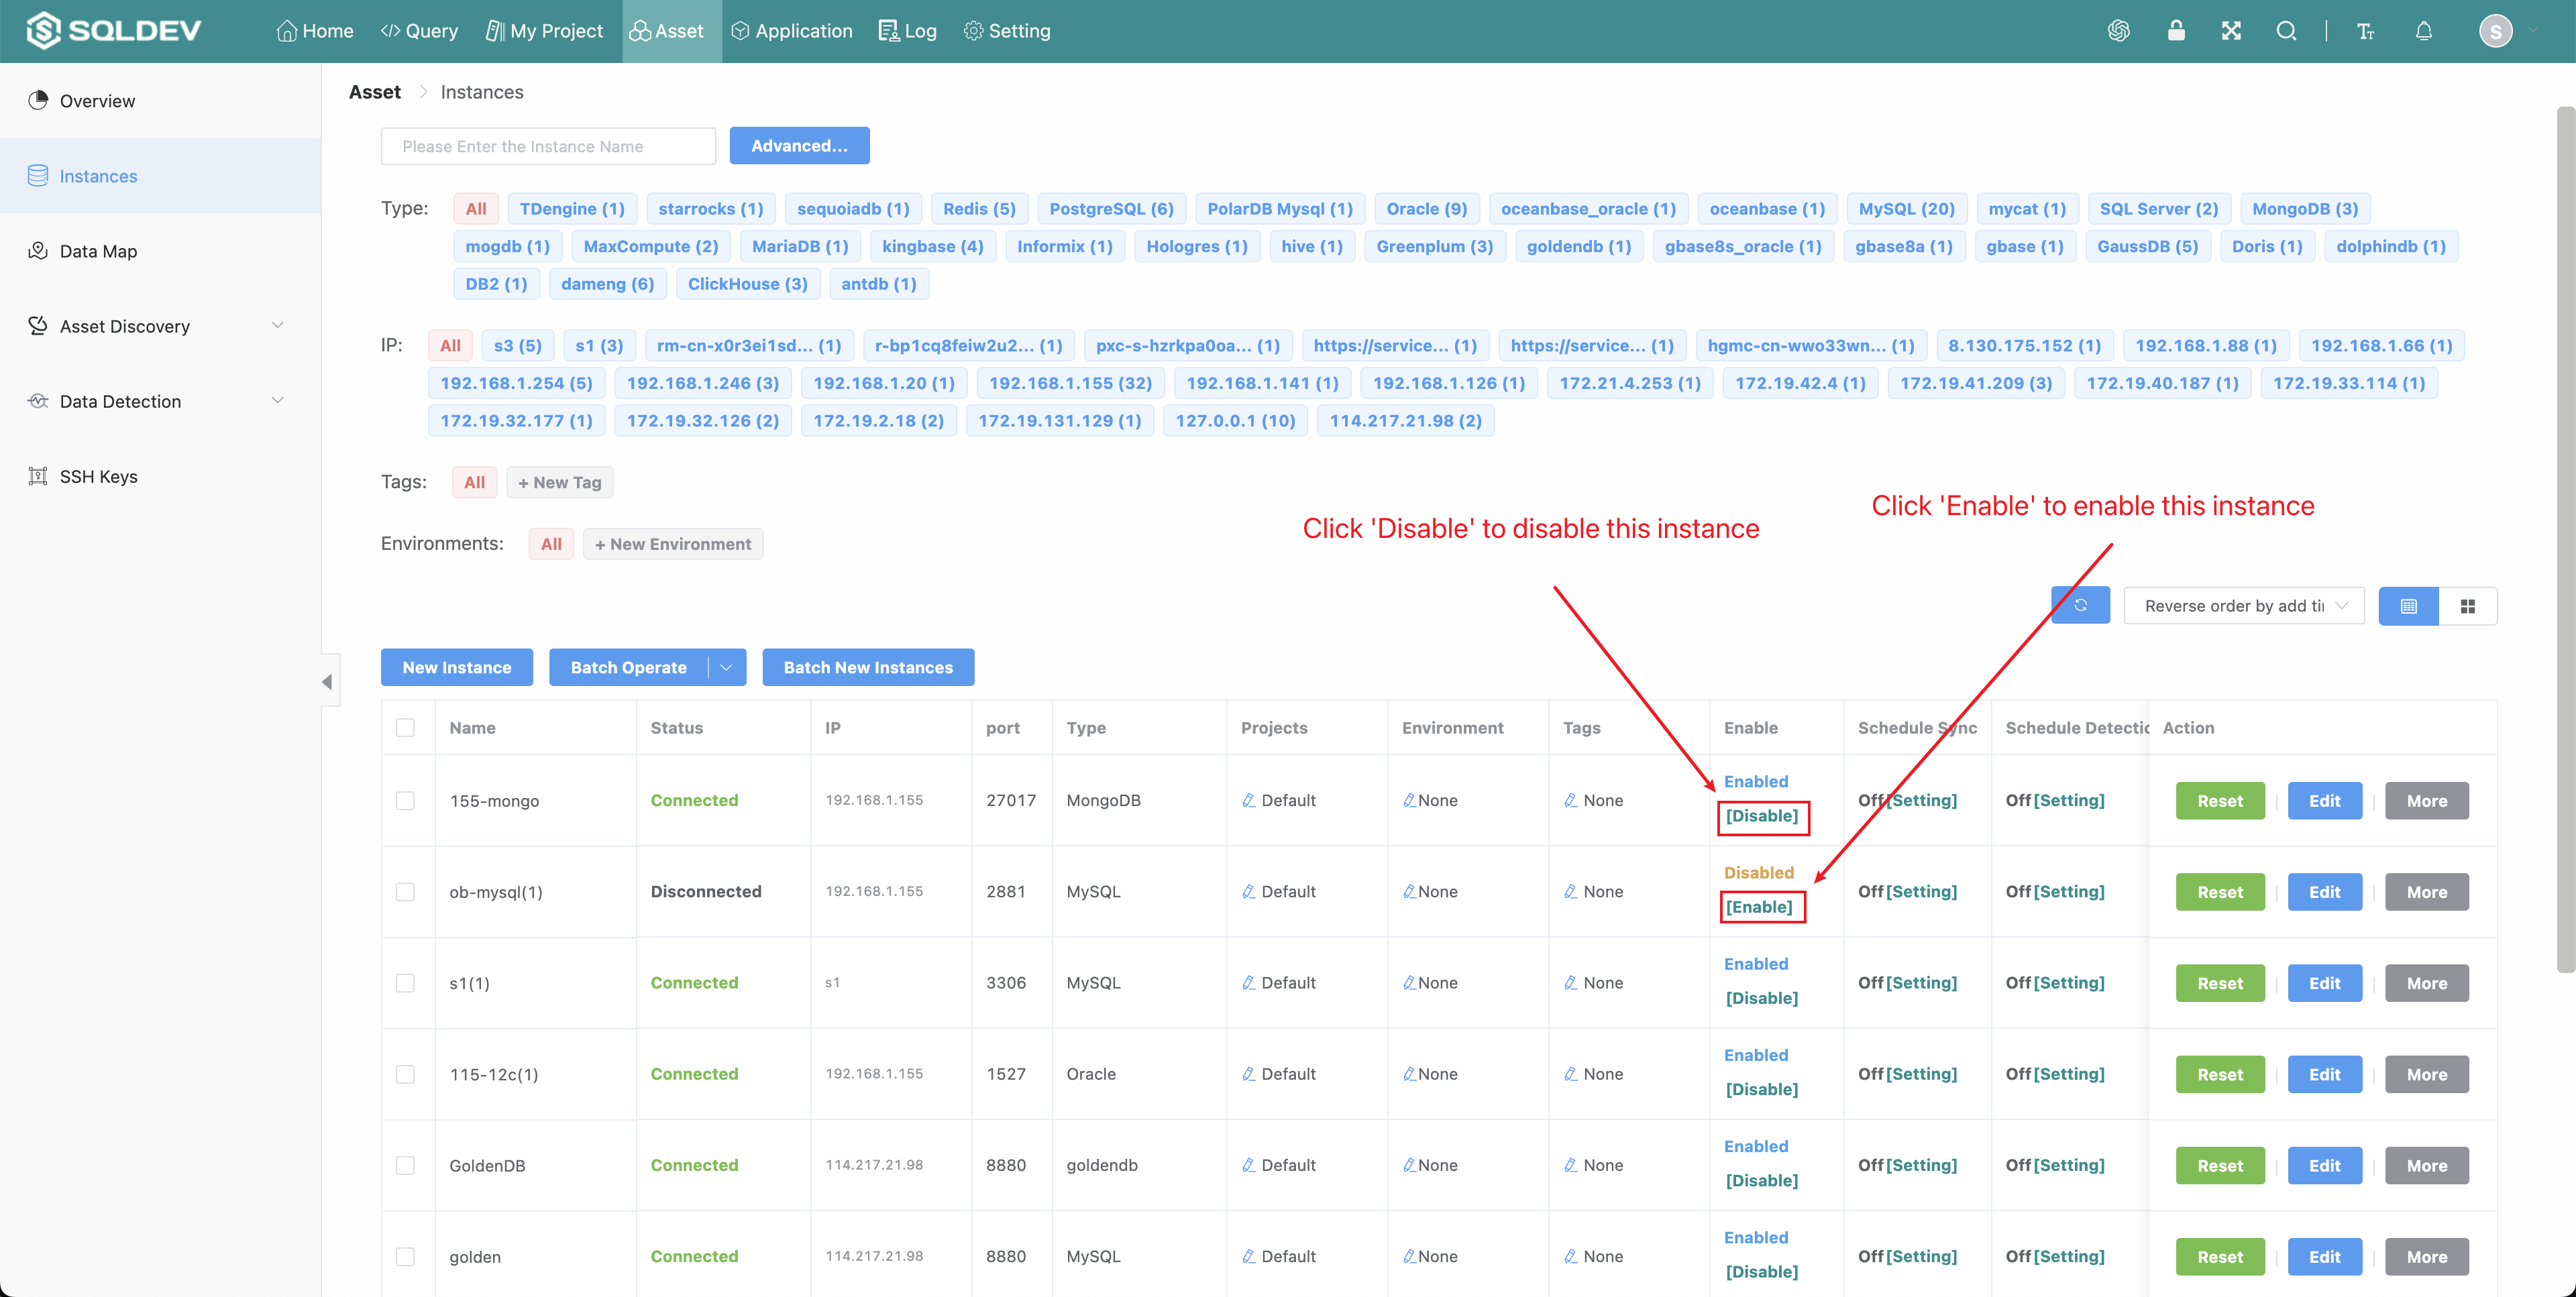 SQLDEV
Home
Query
My Project
Asset
Application
Log
Setting
S
Overview
Instances
Data Map
Asset Discovery
Data Detection
SSH Keys
Asset > Instances
Please Enter the Instance Name
Advanced...
Type: All TDengine (1) starrocks (1) sequoiadb (1) Redis (5) PostgreSQL (6) PolarDB Mysql (1) Oracle (9) oceanbase_oracle (1) oceanbase (1) MySQL (20) mycat (1) SQL Server (2) MongoDB (3)
mogdb (1) MaxCompute (2) MariaDB (1) kingbase (4) Informix (1) Hologres (1) hive (1) Greenplum (3) goldendb (1) gbase8s_oracle (1) gbase8a (1) gbase (1) GaussDB (5) Doris (1) dolphindb (1)
DB2 (1) dameng (6) ClickHouse (3) antdb (1)
IP: All s3 (5) s1 (3) rm-cn-x0r3ei1sd... (1) r-bp1cq8feiw2u2... (1) pxc-s-hzrkpa0oa... (1) https://service... (1) https://service... (1) hgmc-cn-wwo33wn... (1) 8.130.175.152 (1) 192.168.1.88 (1) 192.168.1.66 (1)
192.168.1.254 (5) 192.168.1.246 (3) 192.168.1.20 (1) 192.168.1.155 (32) 192.168.1.141 (1) 192.168.1.126 (1) 172.21.4.253 (1) 172.19.42.4 (1) 172.19.41.209 (3) 172.19.40.187 (1) 172.19.33.114 (1)
172.19.32.177 (1) 172.19.32.126 (2) 172.19.2.18 (2) 172.19.131.129 (1) 127.0.0.1 (10) 114.217.21.98 (2)
Tags: All + New Tag
Environments: All + New Environment
Click 'Disable' to disable this instance
Click 'Enable' to enable this instance
Reverse order by add ti
New Instance
Batch Operate
Batch New Instances
Name Status IP port Type Projects Environment Tags Enable Schedule Sync Schedule Detectio Action
155-mongo Connected 192.168.1.155 27017 MongoDB Default None None Enabled [Disable] Off [Setting] Off [Setting] Reset Edit More
ob-mysql(1) Disconnected 192.168.1.155 2881 MySQL Default None None Disabled [Enable] Off [Setting] Off [Setting] Reset Edit More
s1(1) Connected s1 3306 MySQL Default None None Enabled [Disable] Off [Setting] Off [Setting] Reset Edit More
115-12c(1) Connected 192.168.1.155 1527 Oracle Default None None Enabled [Disable] Off [Setting] Off [Setting] Reset Edit More
GoldenDB Connected 114.217.21.98 8880 goldendb Default None None Enabled [Disable] Off [Setting] Off [Setting] Reset Edit More
golden Connected 114.217.21.98 8880 MySQL Default None None Enabled [Disable] Off [Setting] Off [Setting] Reset Edit More